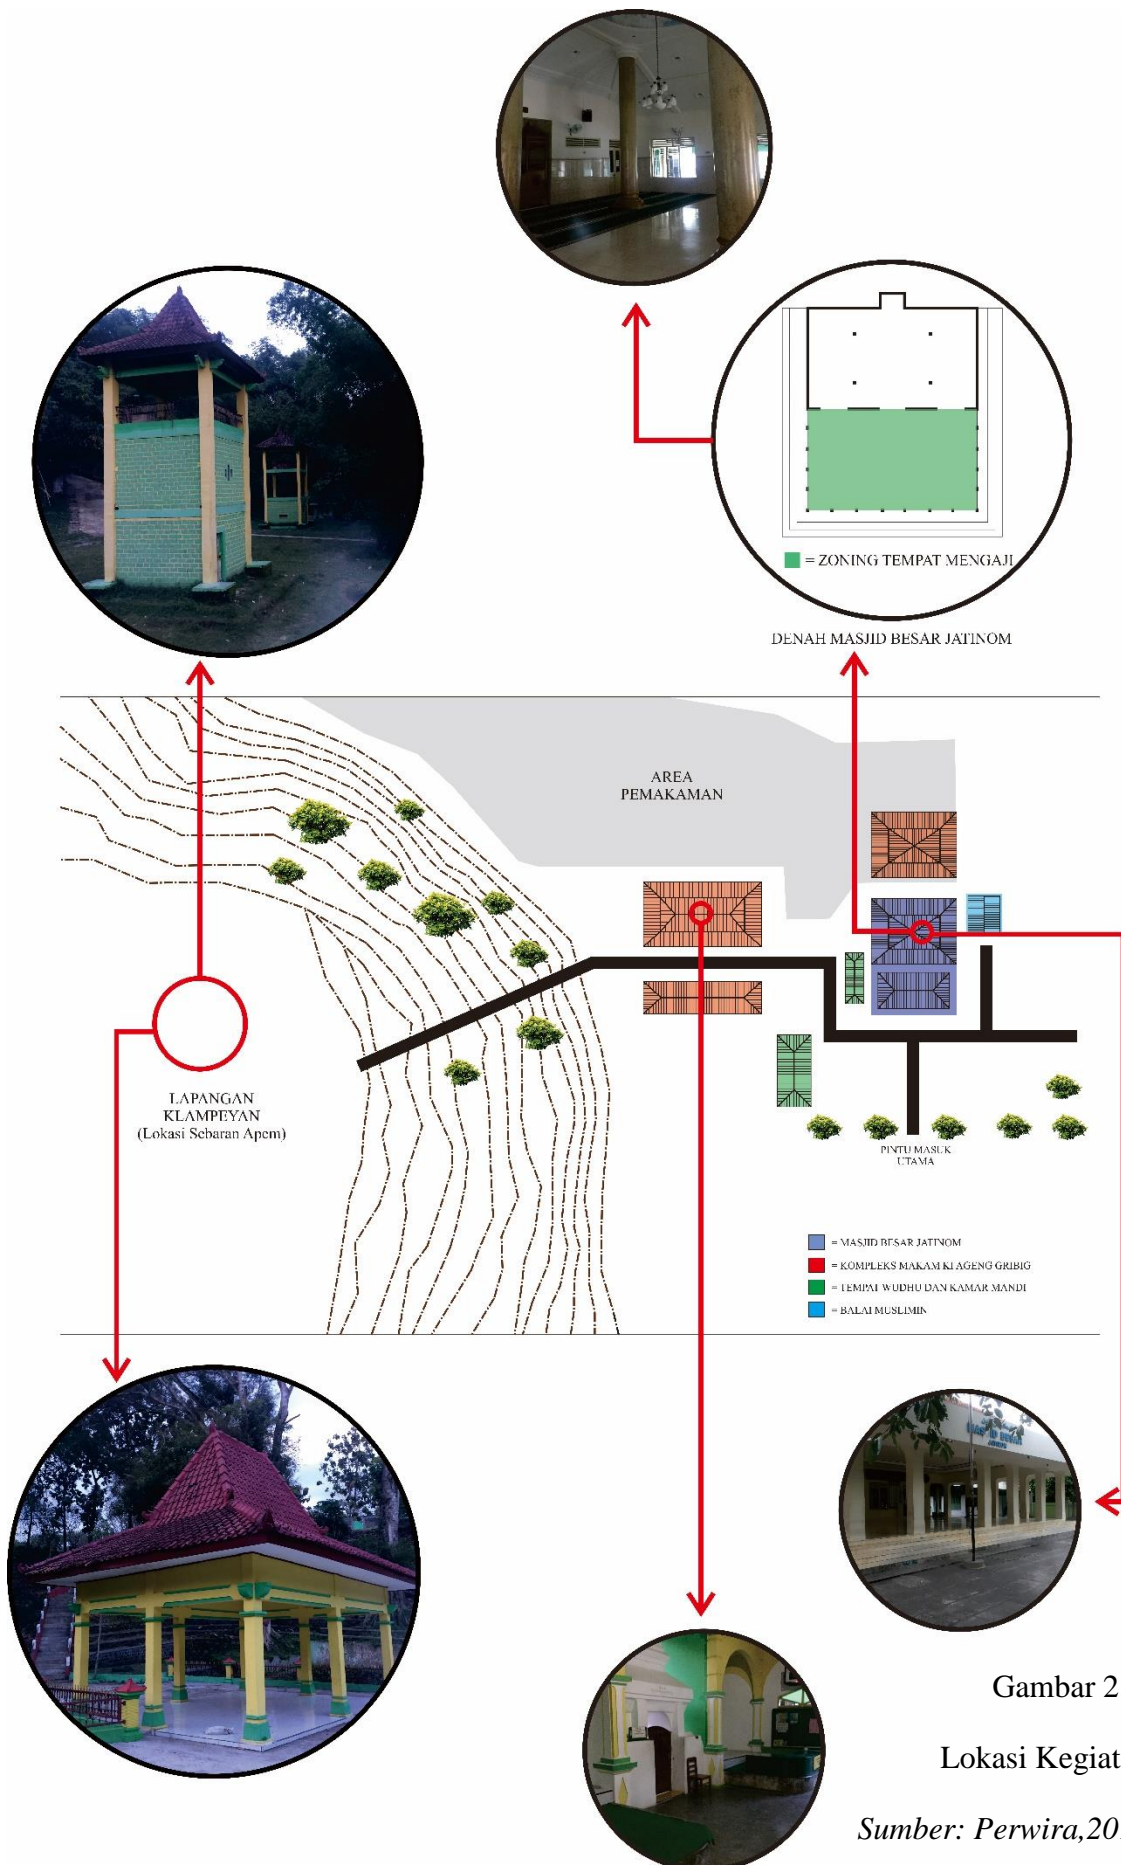 = ZONING TEMPAT MENGAJI
DENAH MASJID BESAR JATINOM
AREA
PEMAKAMAN
LAPANGAN
KLAMPEYAN
(Lokasi Sebaran Apem)
PINTU MASUK
UTAMA
= MASJID BESAR JATINOM
= KOMPLEKS MAKAM KI AGENG GRIBIG
= TEMPAT WUDHU DAN KAMAR MANDI
= BALAI MUSLIMIN
Gambar 2
Lokasi Kegiat
Sumber: Perwira,20